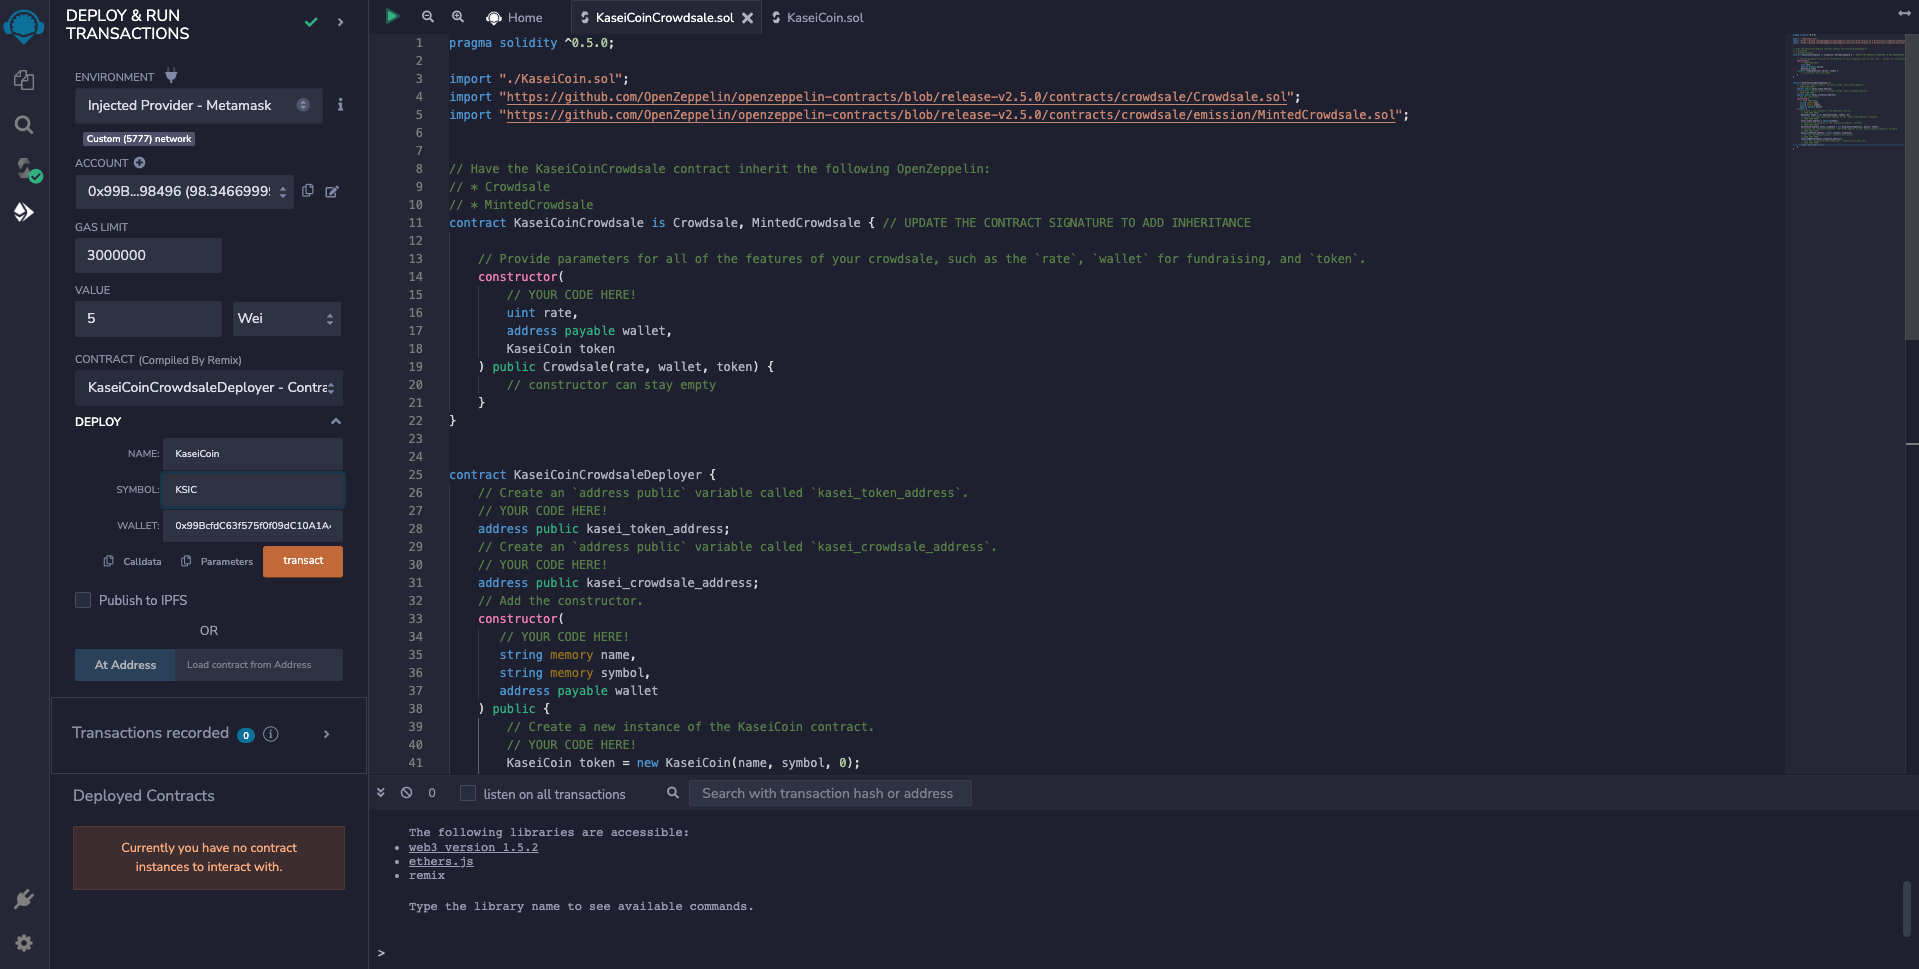 DEPLOY & RUN
TRANSACTIONS
ENVIRONMENT
Injected Provider - Metamask
Custom (5777) network
ACCOUNT
0x99B...98496 (98.3466999
GAS LIMIT
3000000
VALUE
5
Wei
CONTRACT (Compiled By Remix)
KaseiCoinCrowdsaleDeployer - Contra
DEPLOY
NAME: KaseiCoin
SYMBOL: KSIC
WALLET: 0x99BcfdC63f575f0f09dC10A1A
Calldata Parameters transact
Publish to IPFS
OR
At Address Load contract from Address
Transactions recorded 0 i
Deployed Contracts
Currently you have no contract
instances to interact with.
Home KaseiCoinCrowdsale.sol KaseiCoin.sol
1 pragma solidity ^0.5.0;
2
3 import "./KaseiCoin.sol";
4 import "https://github.com/OpenZeppelin/openzeppelin-contracts/blob/release-v2.5.0/contracts/crowdsale/Crowdsale.sol";
5 import "https://github.com/OpenZeppelin/openzeppelin-contracts/blob/release-v2.5.0/contracts/crowdsale/emission/MintedCrowdsale.sol";
6
7
8 // Have the KaseiCoinCrowdsale contract inherit the following OpenZeppelin:
9 // * Crowdsale
10 // * MintedCrowdsale
11 contract KaseiCoinCrowdsale is Crowdsale, MintedCrowdsale { // UPDATE THE CONTRACT SIGNATURE TO ADD INHERITANCE
12
13 // Provide parameters for all of the features of your crowdsale, such as the `rate`, `wallet` for fundraising, and `token`.
14 constructor(
15 // YOUR CODE HERE!
16 uint rate,
17 address payable wallet,
18 KaseiCoin token
19 ) public Crowdsale(rate, wallet, token) {
20 // constructor can stay empty
21 }
22 }
23
24
25 contract KaseiCoinCrowdsaleDeployer {
26 // Create an `address public` variable called `kasei_token_address`.
27 // YOUR CODE HERE!
28 address public kasei_token_address;
29 // Create an `address public` variable called `kasei_crowdsale_address`.
30 // YOUR CODE HERE!
31 address public kasei_crowdsale_address;
32 // Add the constructor.
33 constructor(
34 // YOUR CODE HERE!
35 string memory name,
36 string memory symbol,
37 address payable wallet
38 ) public {
39 // Create a new instance of the KaseiCoin contract.
40 // YOUR CODE HERE!
41 KaseiCoin token = new KaseiCoin(name, symbol, 0);
0 listen on all transactions Search with transaction hash or address
The following libraries are accessible:
• web3 version 1.5.2
• ethers.js
• remix
Type the library name to see available commands.
>